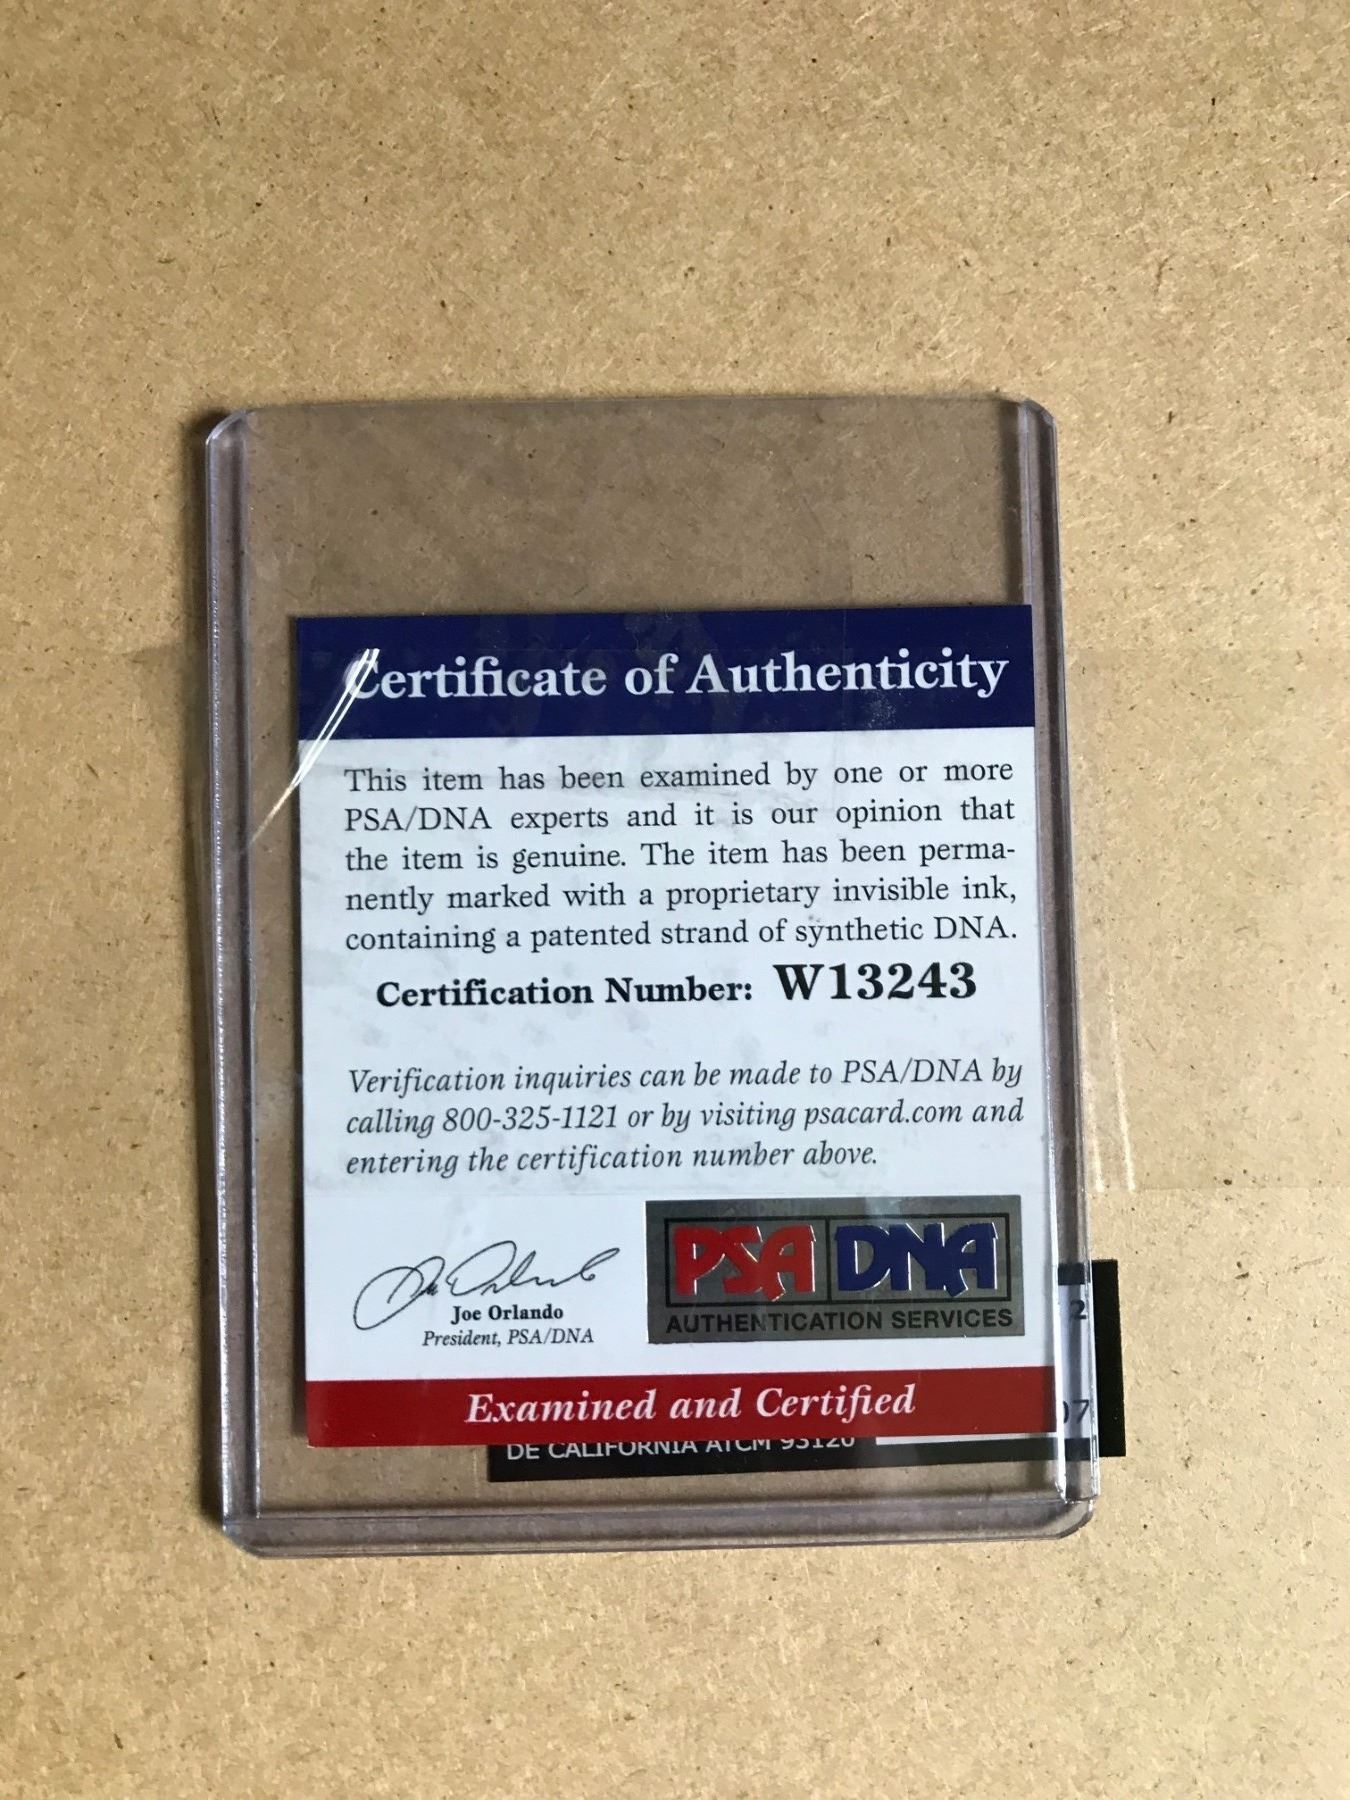 Certificate of Authenticity
This item has been examined by one or more
PSA/DNA experts and it is our opinion that
the item is genuine. The item has been perma-
nently marked with a proprietary invisible ink,
containing a patented strand of synthetic DNA.
Certification Number: W13243
Verification inquiries can be made to PSA/DNA by
calling 800-325-1121 or by visiting psacard.com and
entering the certification number above.
Joe Orlando
President, PSA/DNA
PSA DNA
AUTHENTICATION SERVICES
2
07
Examined and Certified
DE CALIFORNIA ATCM 93120